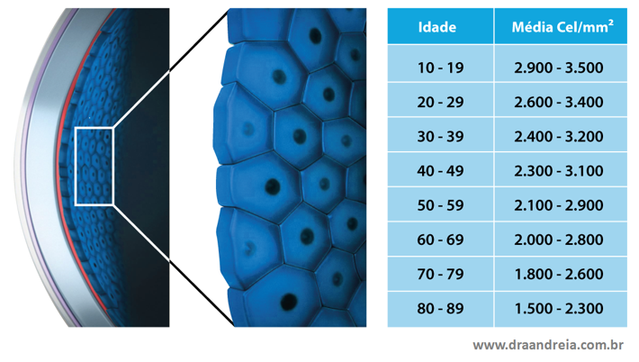 Idade Média Cel/mm²
10 - 19 2.900 - 3.500
20 - 29 2.600 - 3.400
30 - 39 2.400 - 3.200
40 - 49 2.300 - 3.100
50 - 59 2.100 - 2.900
60 - 69 2.000 - 2.800
70 - 79 1.800 - 2.600
80 - 89 1.500 - 2.300
www.draandreia.com.br